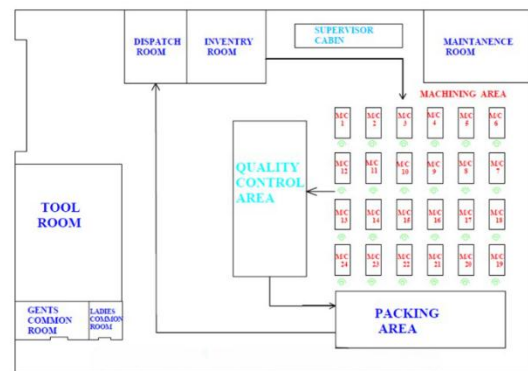 DISPATCH
ROOM
INVENTRY
ROOM
SUPERVISOR
CABIN
MAINTANENCE
ROOM
MACHINING AREA
M/C
1
M/C
2
M/C
3
M/C
4
M/C
5
M/C
6
M/C
12
M/C
11
M/C
10
M/C
9
M/C
8
M/C
7
QUALITY
CONTROL
AREA
TOOL
ROOM
M/C
13
M/C
14
M/C
15
M/C
16
M/C
17
M/C
18
M/C
24
M/C
23
M/C
22
M/C
21
M/C
20
M/C
19
GENTS
COMMON
ROOM
LADIES
COMMON
ROOM
PACKING
AREA